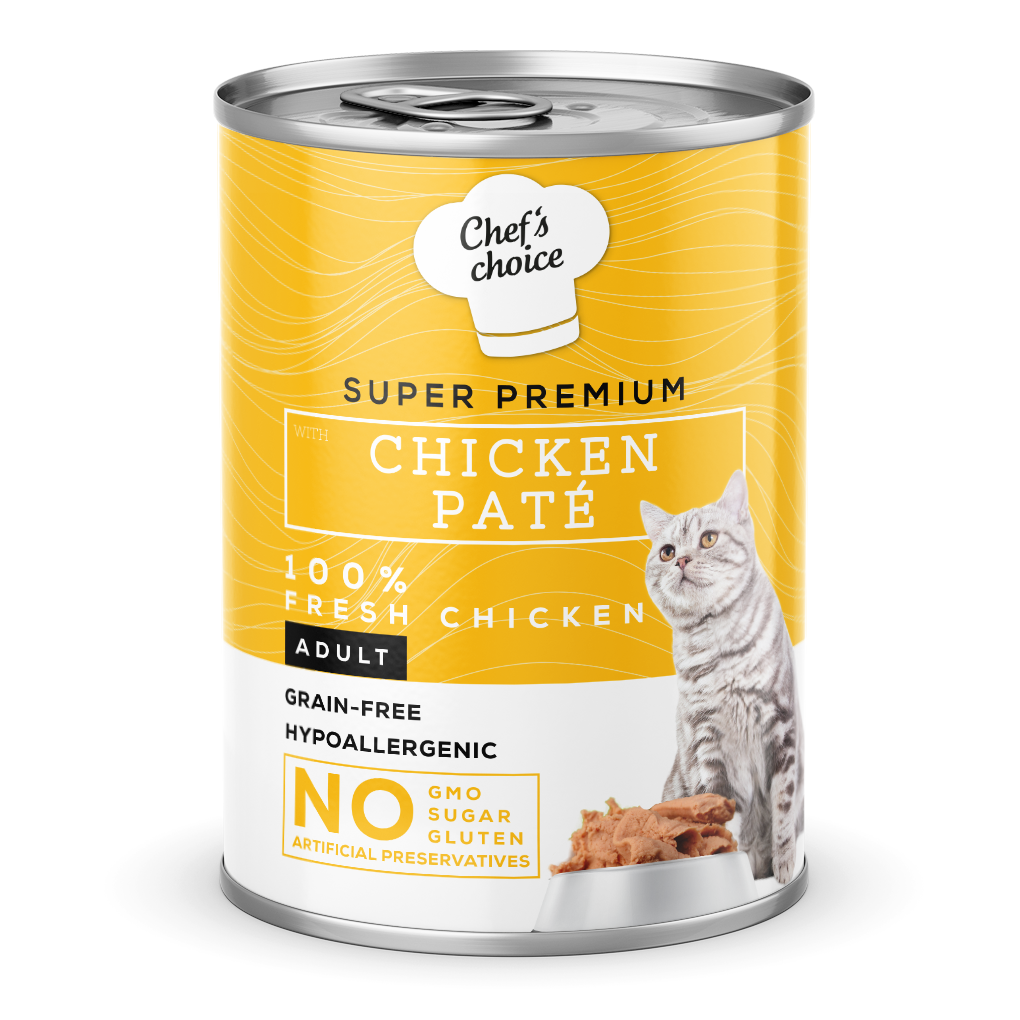 Chef's
choice
SUPER PREMIUM
WITH
CHICKEN
PATÉ
100%
FRESH CHICKEN
ADULT
GRAIN-FREE
HYPOALLERGENIC
NO
GMO
SUGAR
GLUTEN
ARTIFICIAL PRESERVATIVES